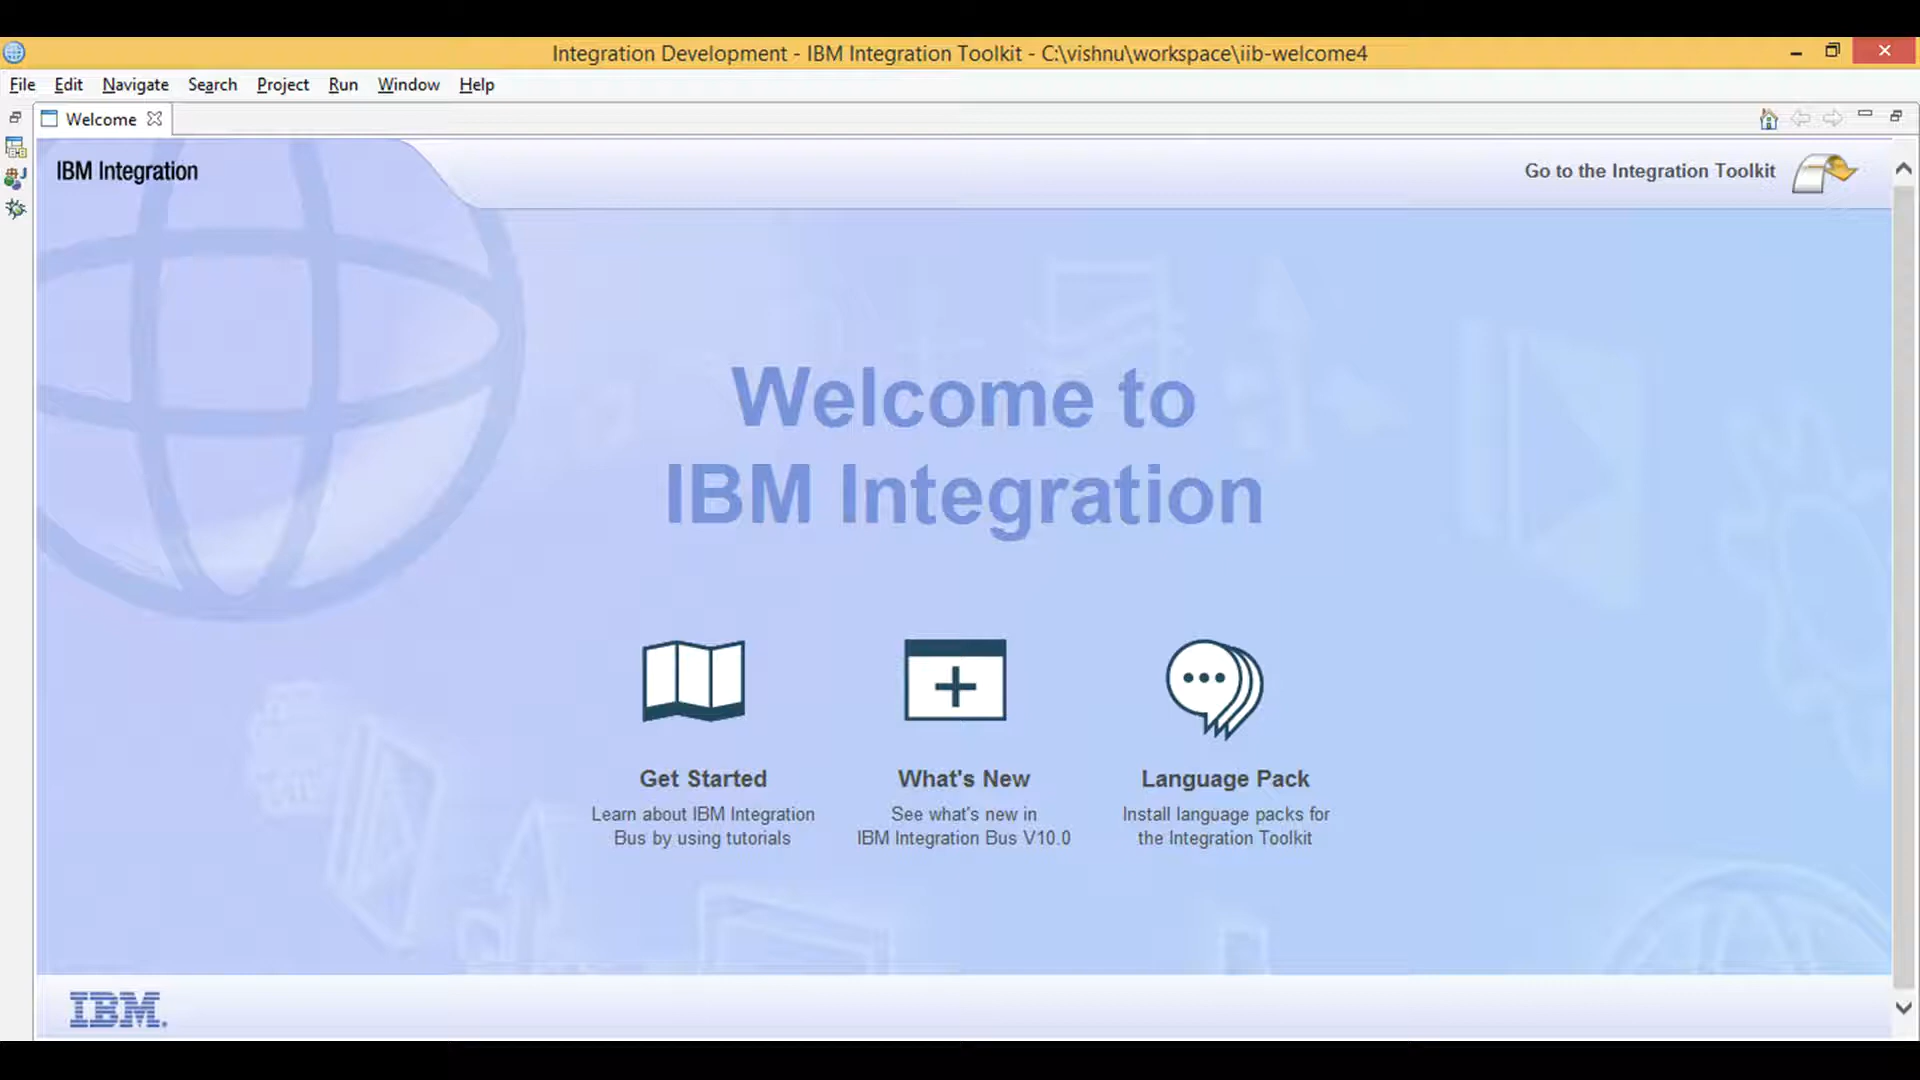 Integration Development - IBM Integration Toolkit - C:\vishnu\workspace\iib-welcome4
File Edit Navigate Search Project Run Window Help
Welcome
IBM Integration
Go to the Integration Toolkit
Welcome to
IBM Integration
Get Started
Learn about IBM Integration
Bus by using tutorials
What's New
See what's new in
IBM Integration Bus V10.0
Language Pack
Install language packs for
the Integration Toolkit
IBM.